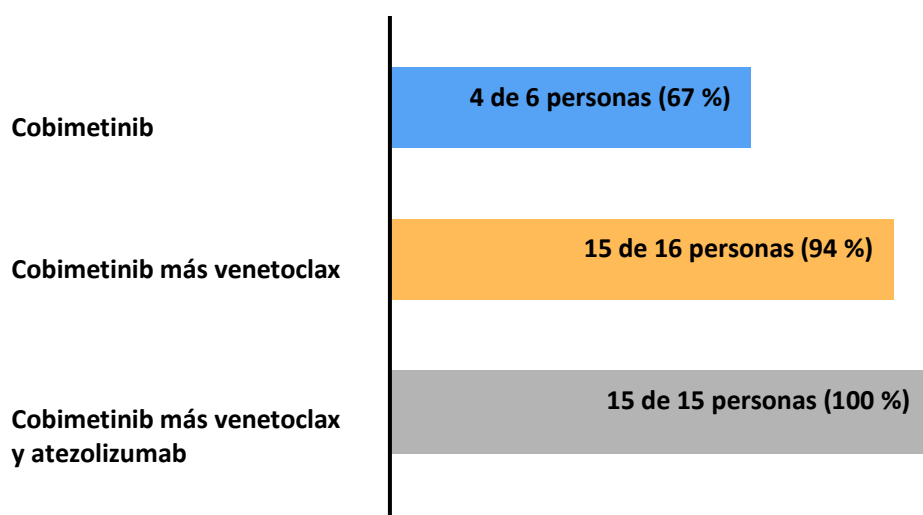 4 de 6 personas (67 %)
Cobimetinib
15 de 16 personas (94 %)
Cobimetinib más venetoclax
15 de 15 personas (100 %)
Cobimetinib más venetoclax
y atezolizumab